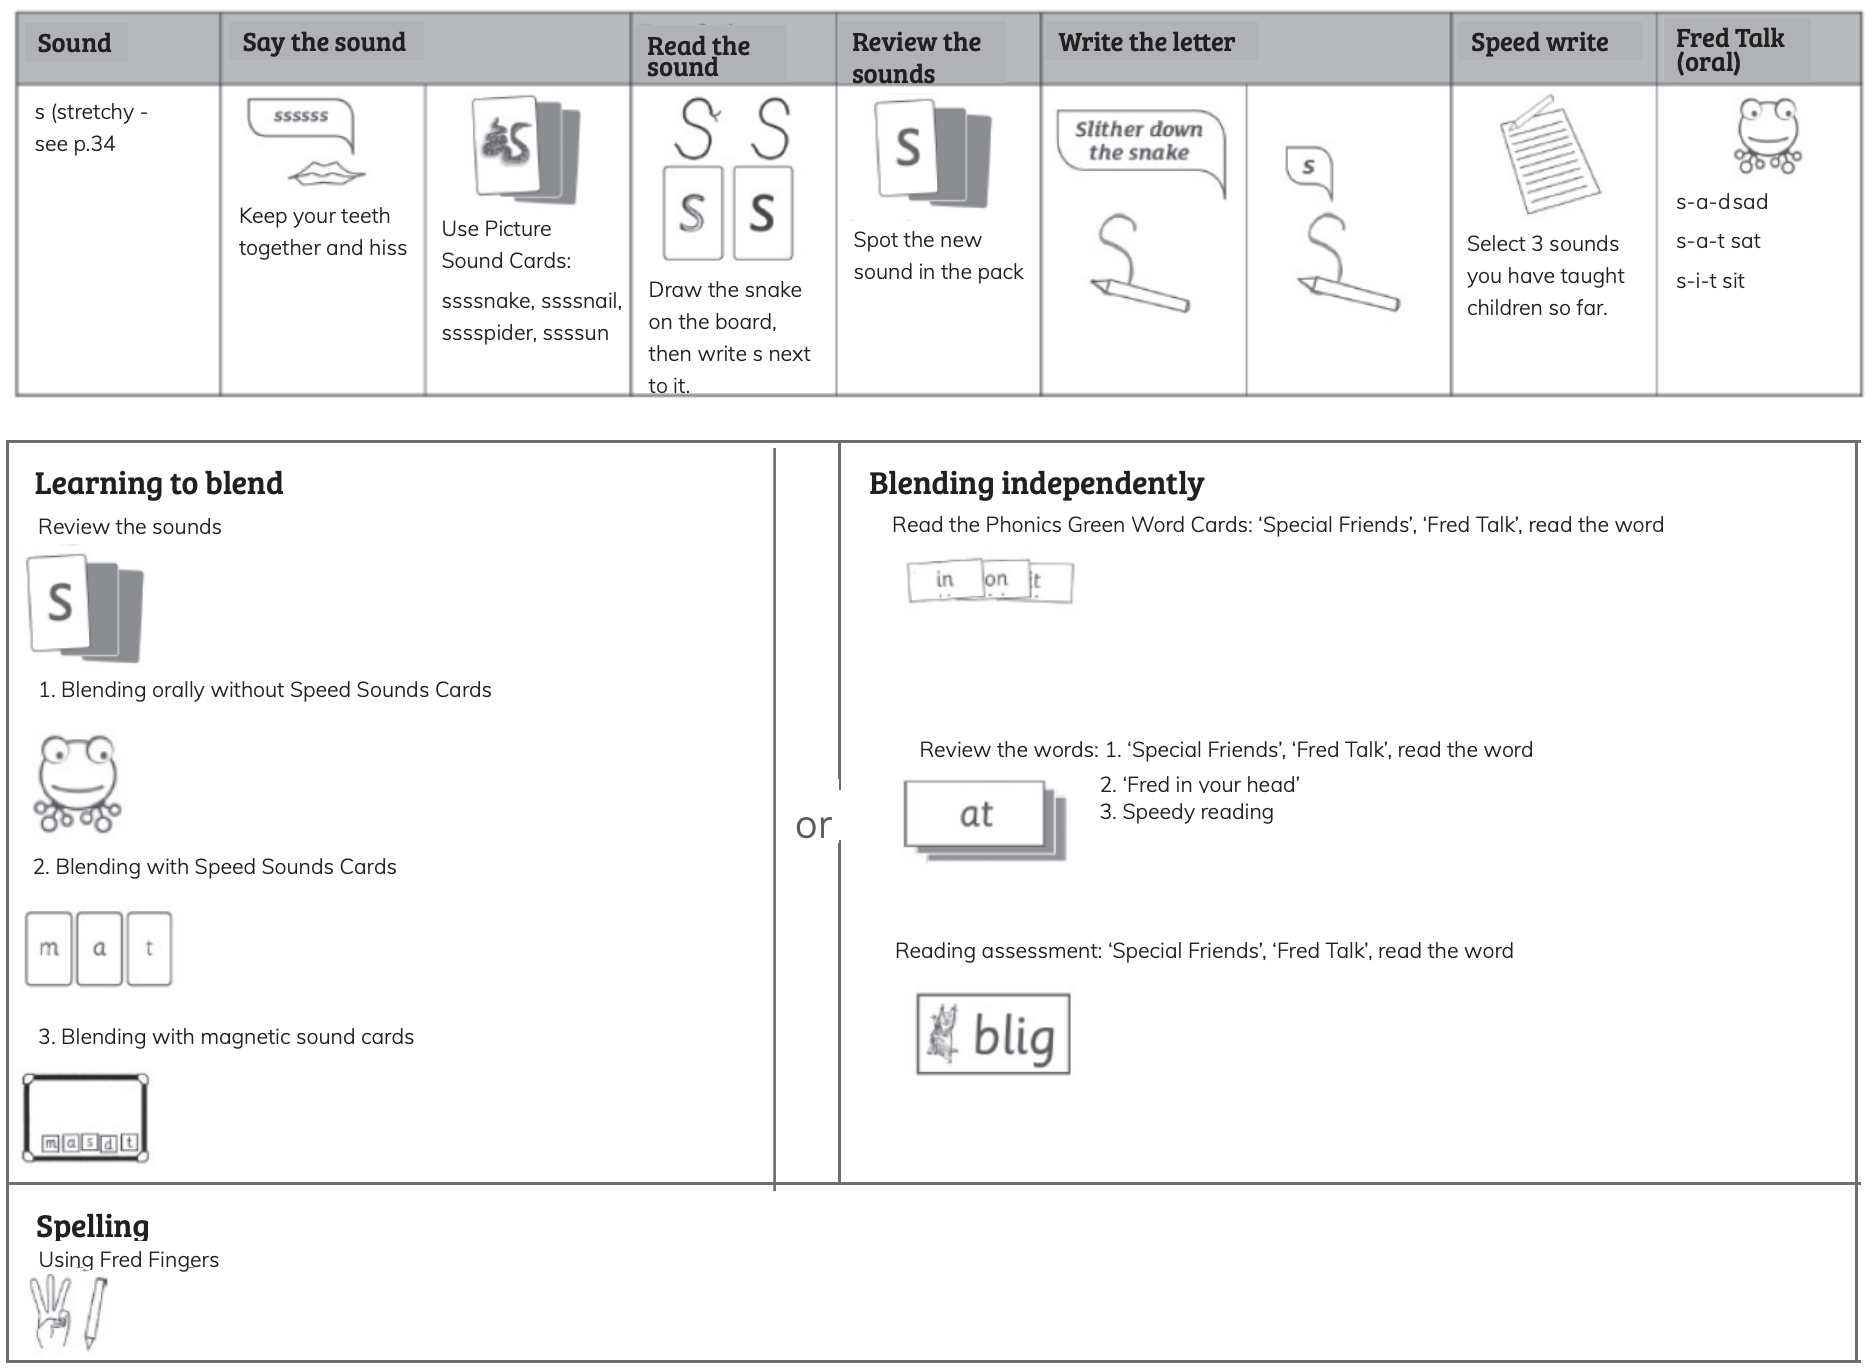 Sound
Say the sound
Read the
sound
Review the
sounds
Write the letter
Speed write
Fred Talk
(oral)
s (stretchy -
see p.34
ssssss
Keep your teeth
together and hiss
S
Use Picture
Sound Cards:
ssssnake, ssssnail,
sssspider, ssssun
S S
s s
Draw the snake
on the board,
then write s next
to it.
s
Spot the new
sound in the pack
Slither down
the snake
s
Select 3 sounds
you have taught
children so far.
s-a-d sad
s-a-t sat
s-i-t sit
Learning to blend
Review the sounds
s
1. Blending orally without Speed Sounds Cards
2. Blending with Speed Sounds Cards
m a t
3. Blending with magnetic sound cards
m a s d t
or
Blending independently
Read the Phonics Green Word Cards: ‘Special Friends’, ‘Fred Talk’, read the word
in on it
Review the words: 1. ‘Special Friends’, ‘Fred Talk’, read the word
2. ‘Fred in your head’
3. Speedy reading
at
Reading assessment: ‘Special Friends’, ‘Fred Talk’, read the word
blig
Spelling
Using Fred Fingers